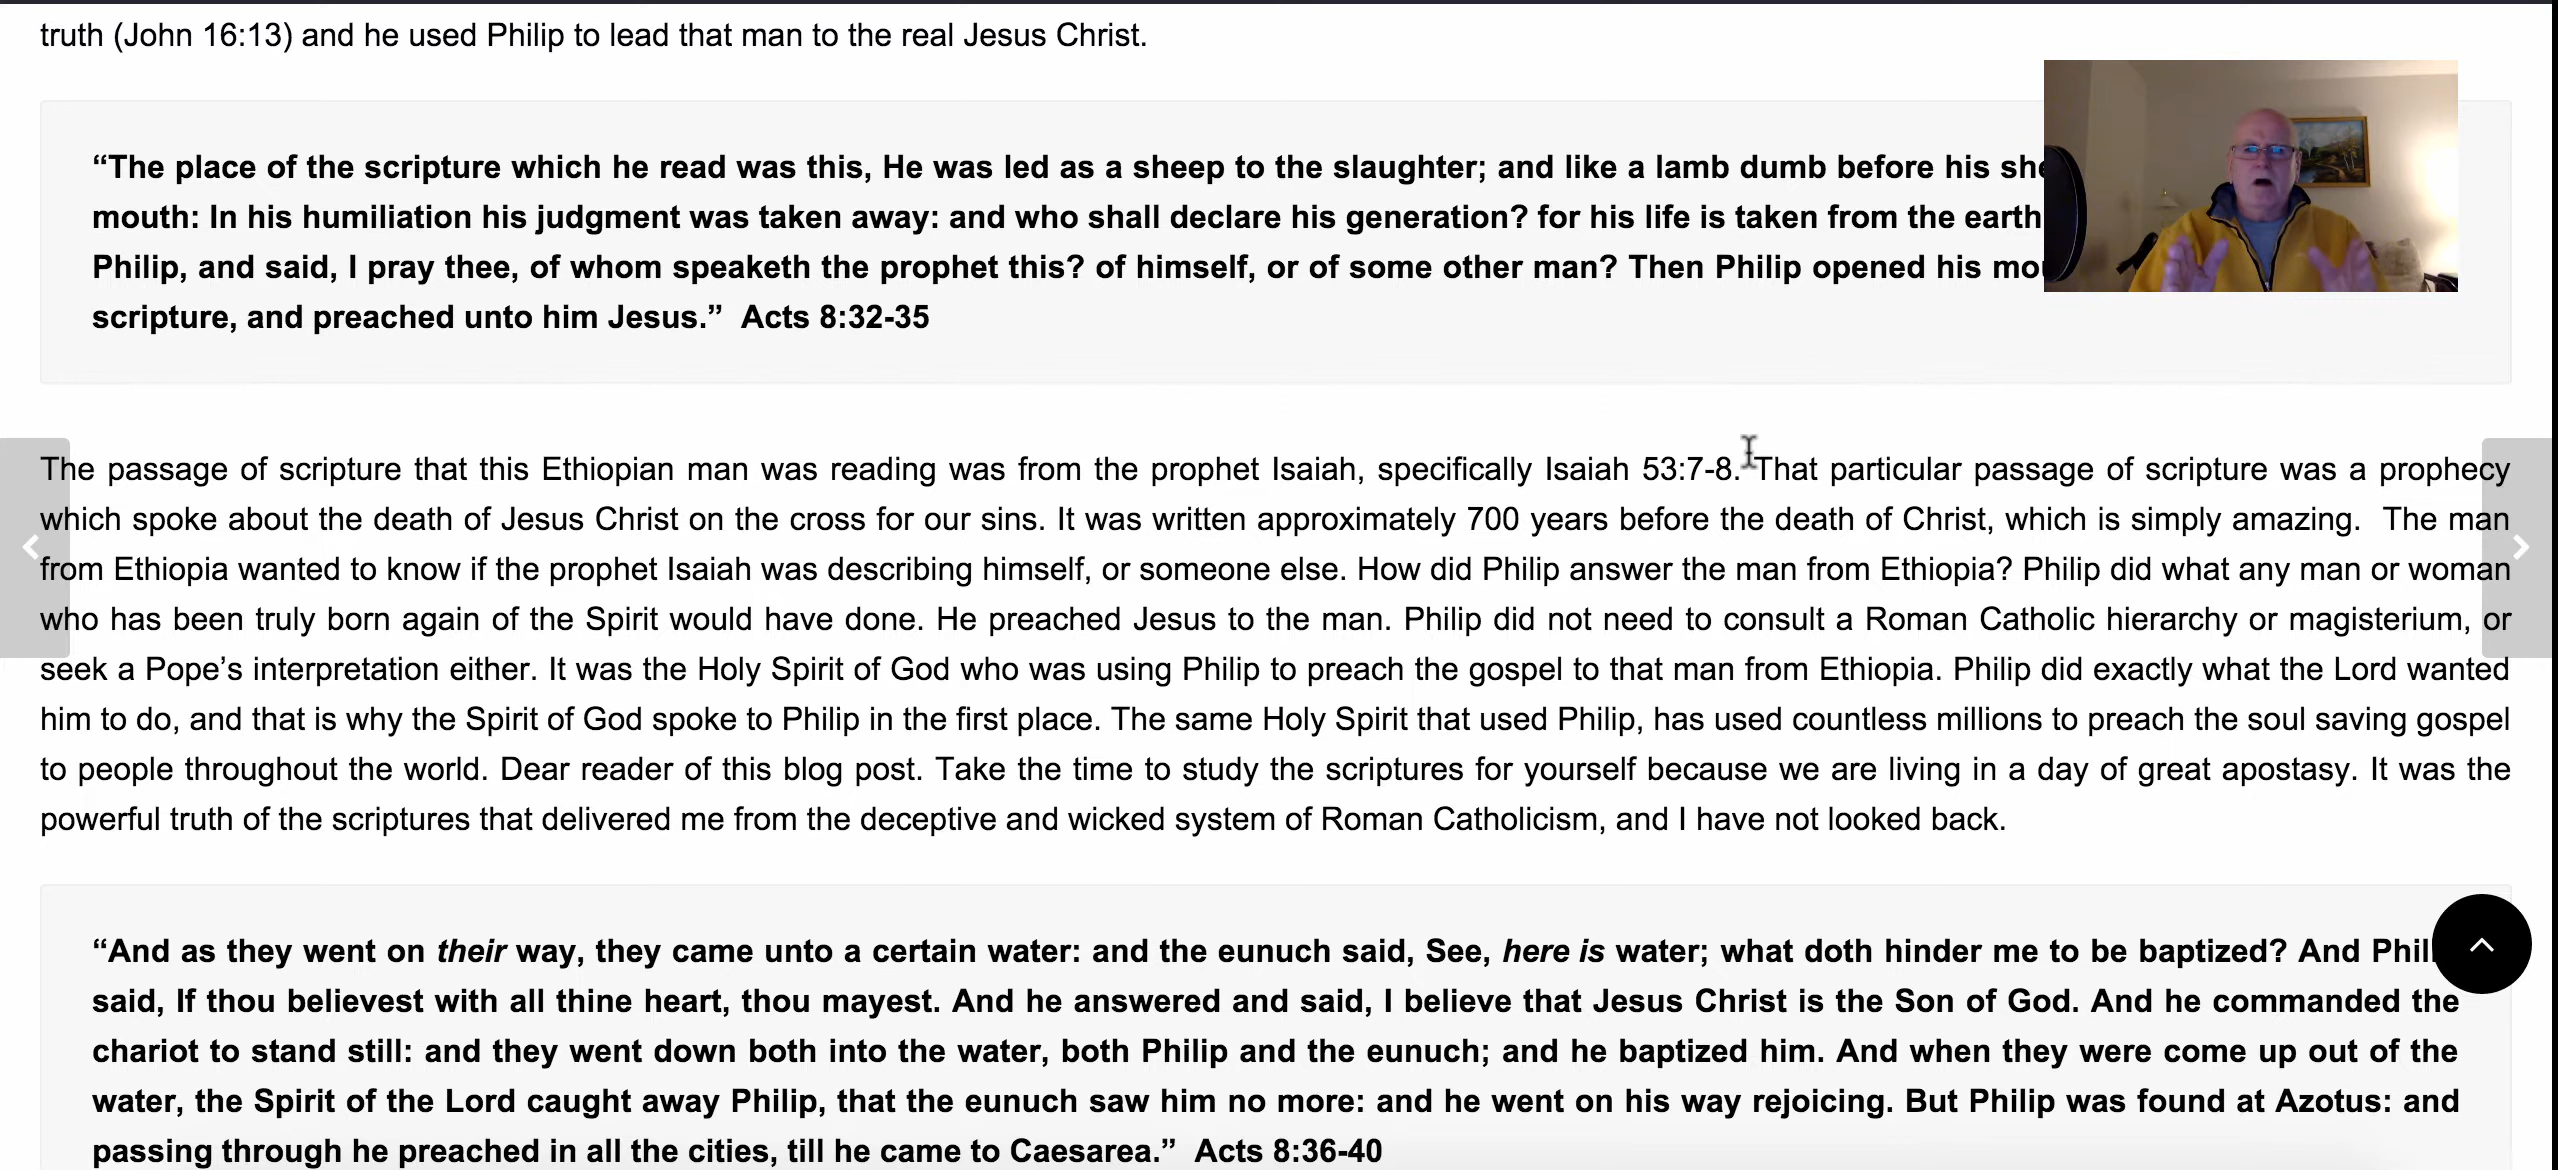 truth (John 16:13) and he used Philip to lead that man to the real Jesus Christ.
“The place of the scripture which he read was this, He was led as a sheep to the slaughter; and like a lamb dumb before his
mouth: In his humiliation his judgment was taken away: and who shall declare his generation? for his life is taken from the earth
Philip, and said, I pray thee, of whom speaketh the prophet this? of himself, or of some other man? Then Philip opened his
scripture, and preached unto him Jesus.” Acts 8:32-35
The passage of scripture that this Ethiopian man was reading was from the prophet Isaiah, specifically Isaiah 53:7-8. That particular passage of scripture was a prophecy
which spoke about the death of Jesus Christ on the cross for our sins. It was written approximately 700 years before the death of Christ, which is simply amazing. The man
from Ethiopia wanted to know if the prophet Isaiah was describing himself, or someone else. How did Philip answer the man from Ethiopia? Philip did what any man or woman
who has been truly born again of the Spirit would have done. He preached Jesus to the man. Philip did not need to consult a Roman Catholic hierarchy or magisterium, or
seek a Pope’s interpretation either. It was the Holy Spirit of God who was using Philip to preach the gospel to that man from Ethiopia. Philip did exactly what the Lord wanted
him to do, and that is why the Spirit of God spoke to Philip in the first place. The same Holy Spirit that used Philip, has used countless millions to preach the soul saving gospel
to people throughout the world. Dear reader of this blog post. Take the time to study the scriptures for yourself because we are living in a day of great apostasy. It was the
powerful truth of the scriptures that delivered me from the deceptive and wicked system of Roman Catholicism, and I have not looked back.
“And as they went on their way, they came unto a certain water: and the eunuch said, See, here is water; what doth hinder me to be baptized? And
said, If thou believest with all thine heart, thou mayest. And he answered and said, I believe that Jesus Christ is the Son of God. And he commanded the
chariot to stand still: and they went down both into the water, both Philip and the eunuch; and he baptized him. And when they were come up out of the
water, the Spirit of the Lord caught away Philip, that the eunuch saw him no more: and he went on his way rejoicing. But Philip was found at Azotus: and
passing through he preached in all the cities, till he came to Caesarea.” Acts 8:36-40